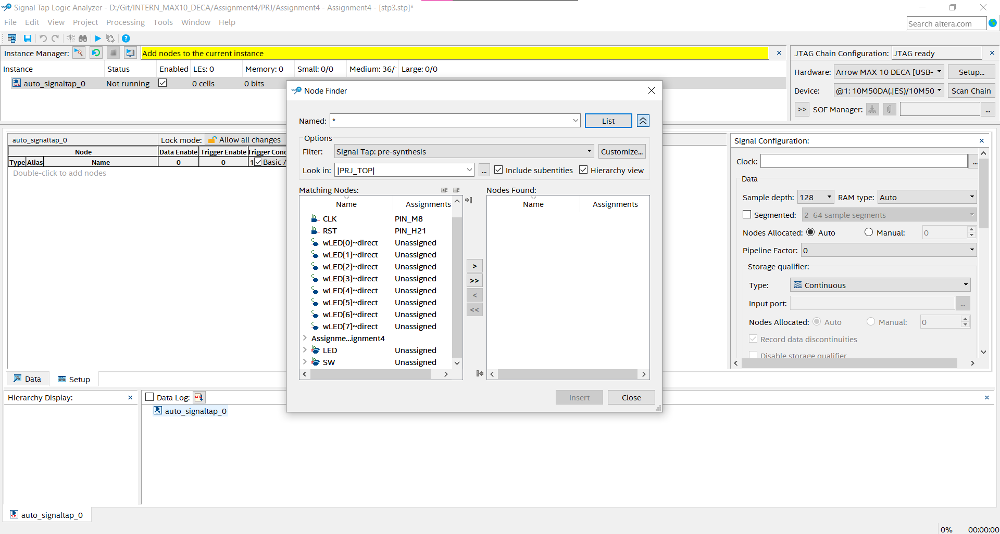 Signal Tap Logic Analyzer - D:/Git/INTERN_MAX10_DECA/Assignment4/PRJ/Assignment4 - Assignment4 - [stp3.stp]*
File Edit View Project Processing Tools Window Help
Search altera.com
Instance Manager: Add nodes to the current instance
JTAG Chain Configuration: JTAG ready
Instance Status Enabled LEs: 0 Memory: 0 Small: 0/0 Medium: 36/ Large: 0/0
auto_signaltap_0 Not running 0 cells 0 bits
Hardware: Arrow MAX 10 DECA [USB- Setup...
Device: @1: 10M50DA(.|ES)/10M50 Scan Chain
>> SOF Manager: ...
Node Finder
Named: * List
Options
Filter: Signal Tap: pre-synthesis Customize...
Look in: |PRJ_TOP| ... Include subentities Hierarchy view
Matching Nodes: Nodes Found:
Name Assignments Name Assignments
CLK PIN_M8
RST PIN_H21
wLED[0]~direct Unassigned
wLED[1]~direct Unassigned
wLED[2]~direct Unassigned
wLED[3]~direct Unassigned
wLED[4]~direct Unassigned
wLED[5]~direct Unassigned
wLED[6]~direct Unassigned
wLED[7]~direct Unassigned
Assignme...ignment4
LED Unassigned
SW Unassigned
>
>>
<
<<
Insert Close
auto_signaltap_0 Lock mode: Allow all changes
Node Data Enable Trigger Enable Trigger Cond
Type Alias Name 0 0 1 Basic A
Double-click to add nodes
Signal Configuration:
Clock: ...
Data
Sample depth: 128 RAM type: Auto
Segmented: 2 64 sample segments
Nodes Allocated: Auto Manual: 0
Pipeline Factor: 0
Storage qualifier:
Type: Continuous
Input port: ...
Nodes Allocated: Auto Manual: 0
Record data discontinuities
Disable storage qualifier
Data Setup
Hierarchy Display: Data Log:
auto_signaltap_0
auto_signaltap_0
0% 00:00:00